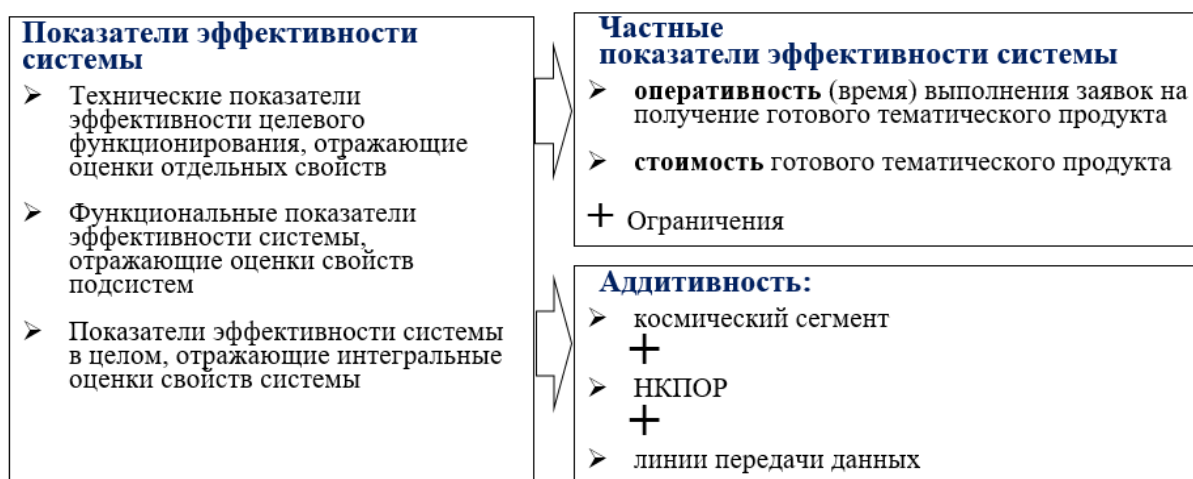 Показатели эффективности
системы
➤ Технические показатели
эффективности целевого
функционирования, отражающие
оценки отдельных свойств
➤ Функциональные показатели
эффективности системы,
отражающие оценки свойств
подсистем
➤ Показатели эффективности системы
в целом, отражающие интегральные
оценки свойств системы
Частные
показатели эффективности системы
➤ оперативность (время) выполнения заявок на
получение готового тематического продукта
➤ стоимость готового тематического продукта
+ Ограничения
Аддитивность:
➤ космический сегмент
+
➤ НКПОР
+
➤ линии передачи данных